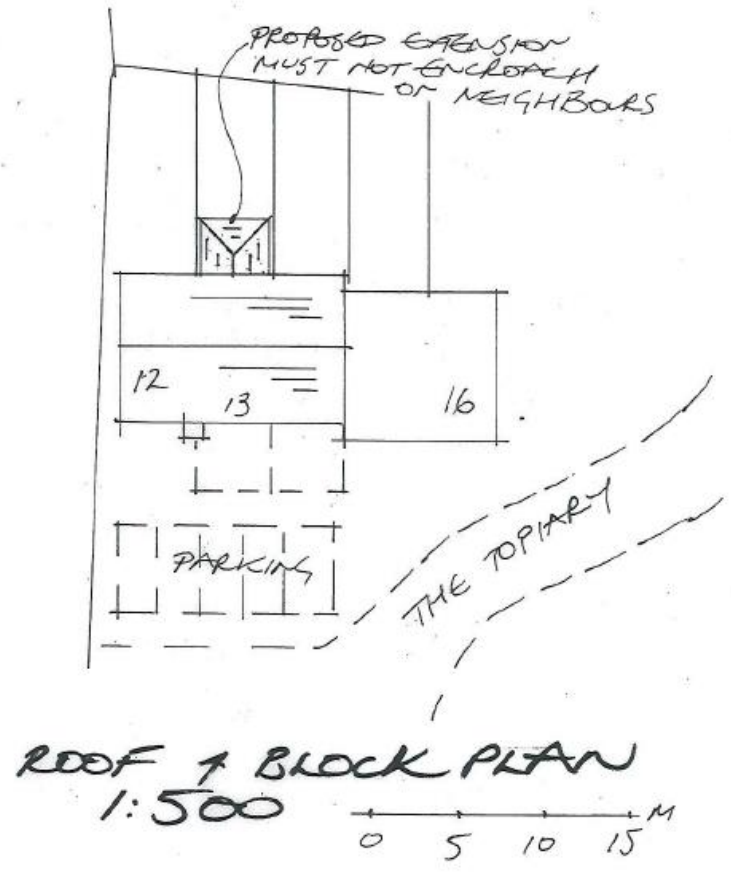 PROPOSED EXTENSION
MUST NOT ENCROACH
ON NEIGHBOURS
12
13
16
PARKING
THE TOPIARY
ROOF & BLOCK PLAN
1:500
0 5 10 15 M